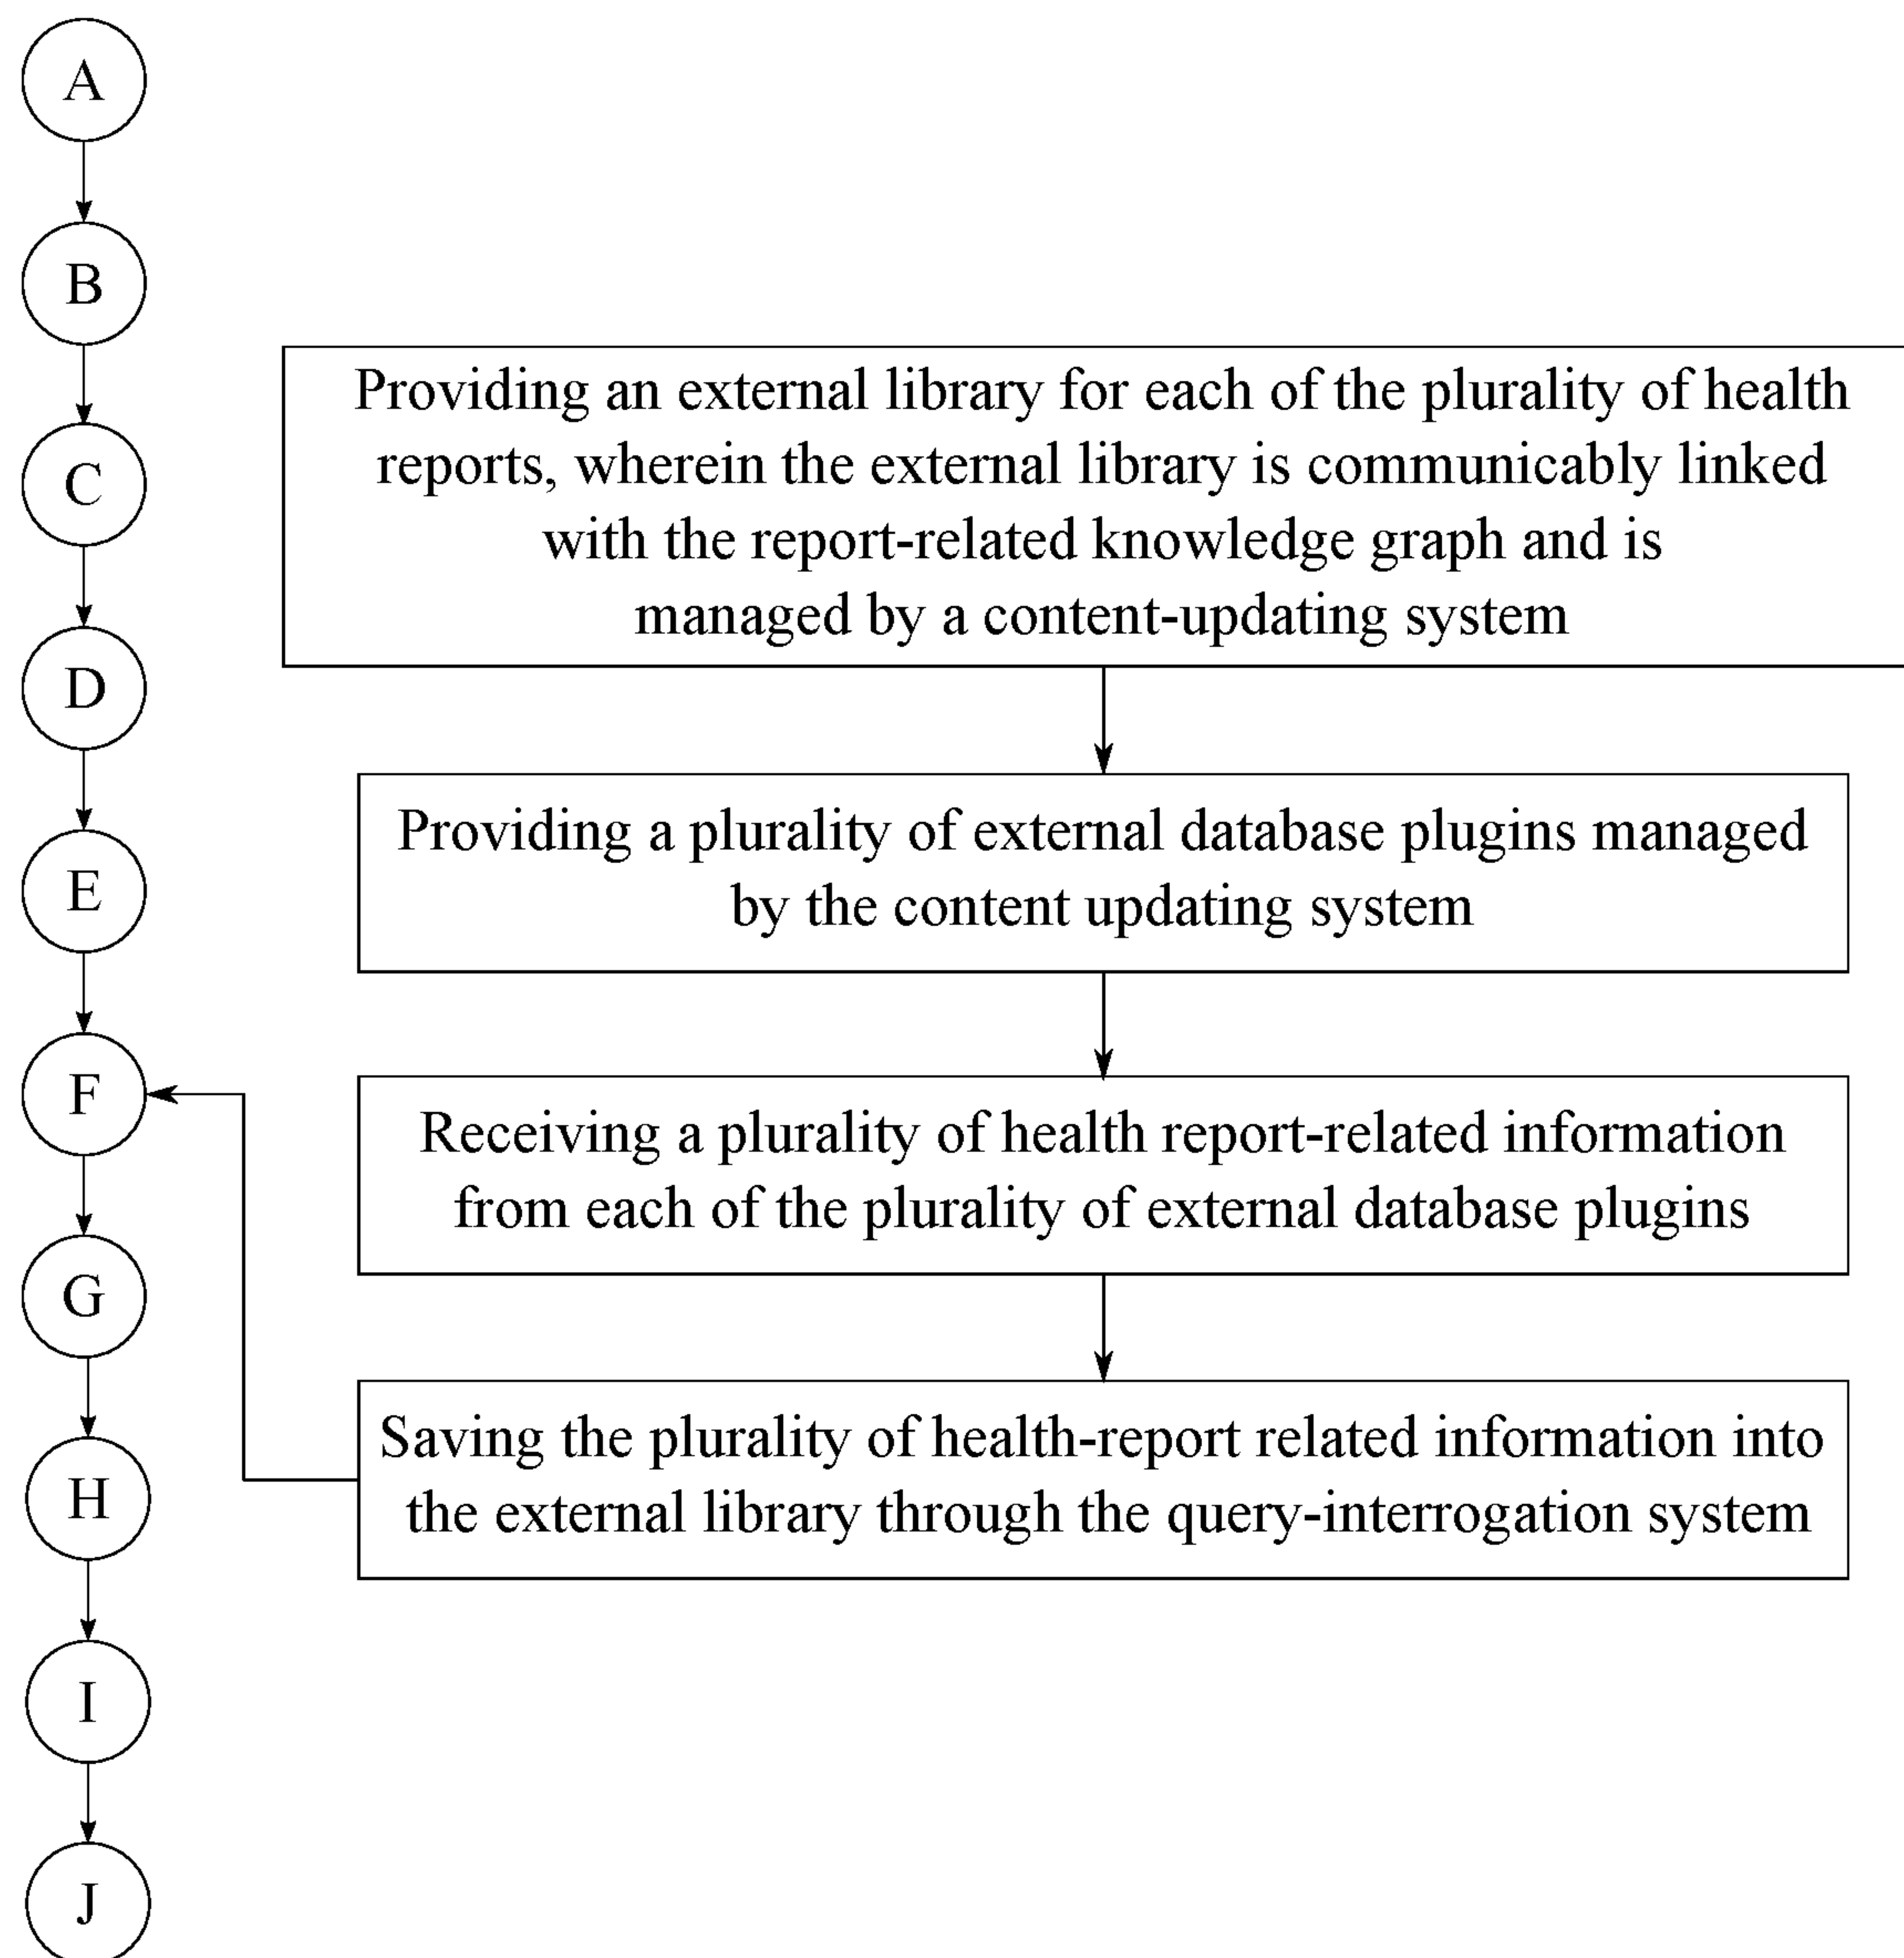 A
B
C
D
E
F
G
H
I
J
Providing an external library for each of the plurality of health
reports, wherein the external library is communicably linked
with the report-related knowledge graph and is
managed by a content-updating system
Providing a plurality of external database plugins managed
by the content updating system
Receiving a plurality of health report-related information
from each of the plurality of external database plugins
Saving the plurality of health-report related information into
the external library through the query-interrogation system